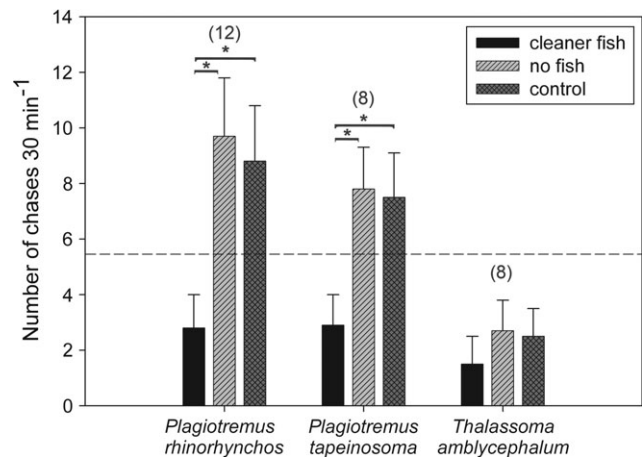 Number of chases 30 min⁻¹
14
12
10
8
6
4
2
0
(12)
* *
(8)
* *
(8)
cleaner fish
no fish
control
Plagiotremus rhinorhynchos
Plagiotremus tapeinosoma
Thalassoma amblycephalum